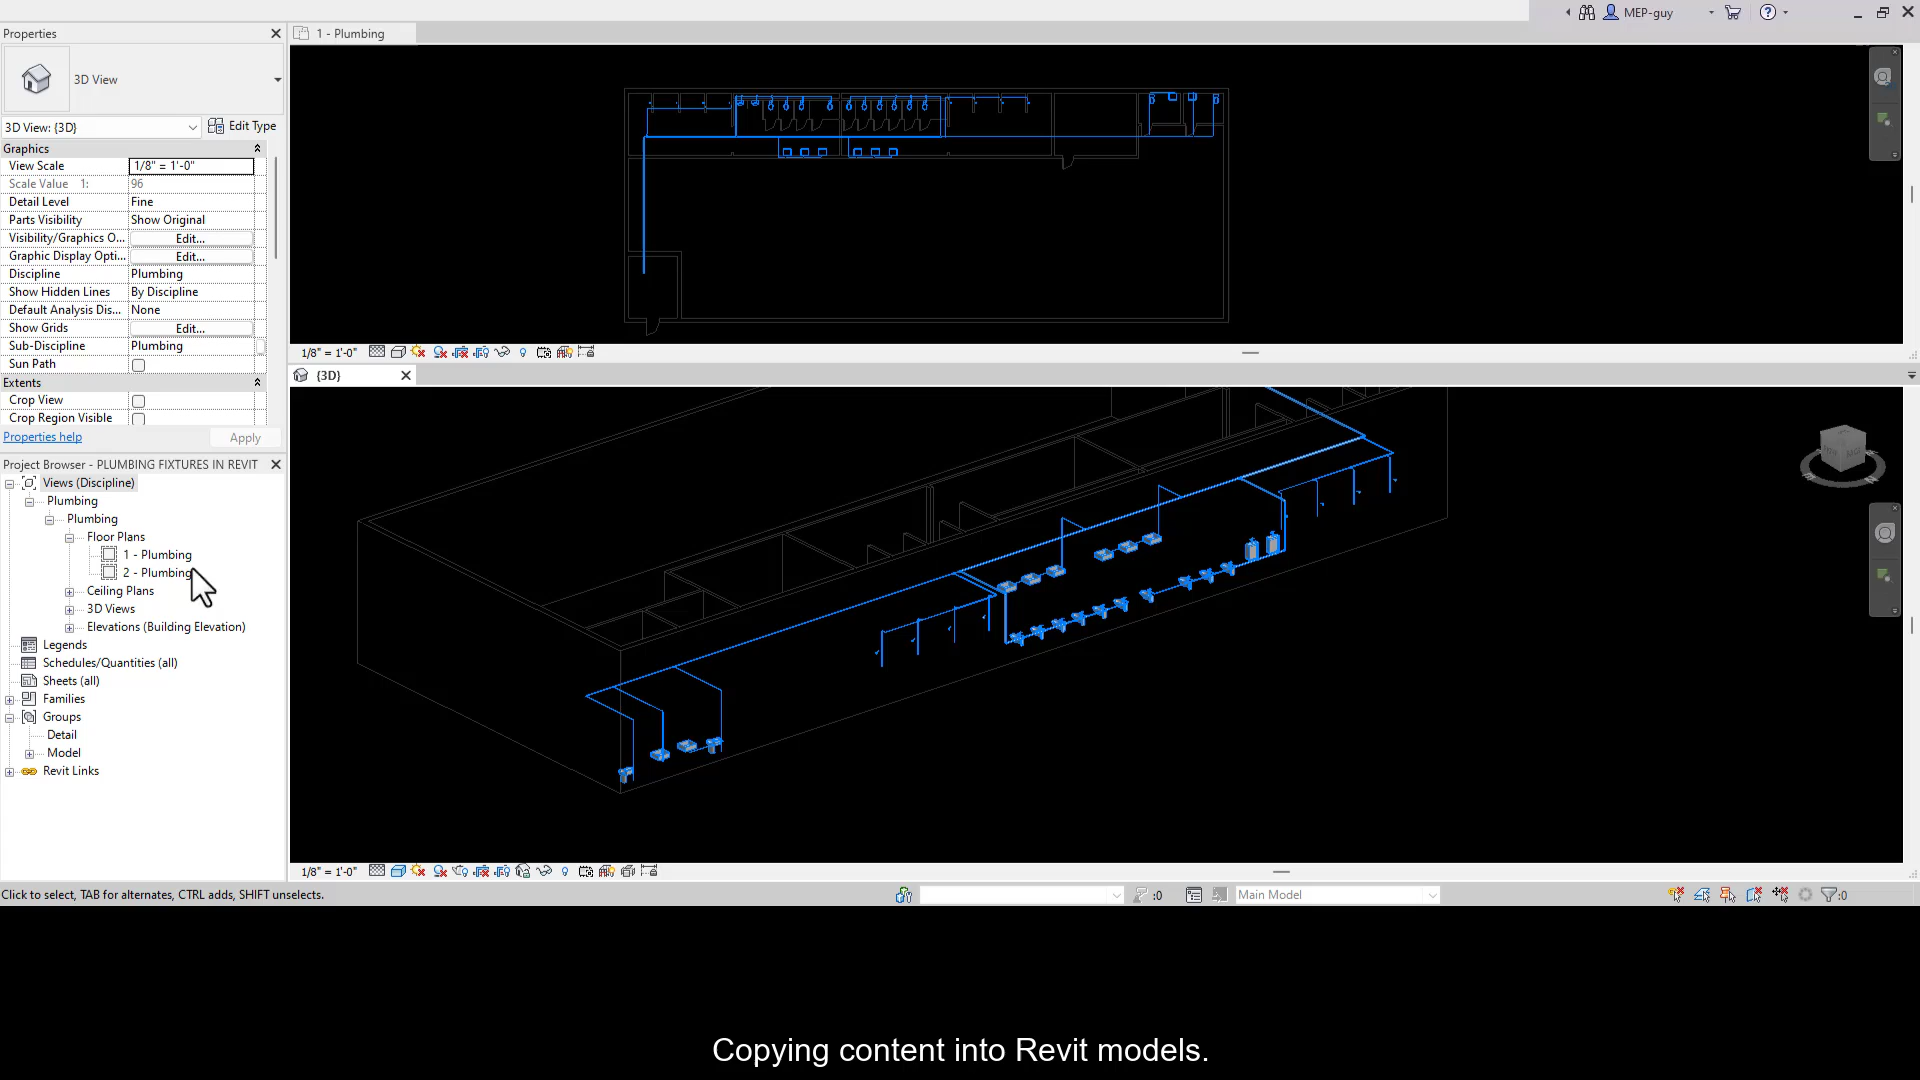 MEP-guy
Properties
1 - Plumbing
3D View
3D View: {3D}
Edit Type
Graphics
View Scale
1/8" = 1'-0"
Scale Value 1:
96
Detail Level
Fine
Parts Visibility
Show Original
Visibility/Graphics O...
Edit...
Graphic Display Opti...
Edit...
Discipline
Plumbing
Show Hidden Lines
By Discipline
Default Analysis Dis...
None
Show Grids
Edit...
Sub-Discipline
Plumbing
Sun Path
Extents
Crop View
Crop Region Visible
Properties help
Apply
1/8" = 1'-0"
{3D}
Project Browser - PLUMBING FIXTURES IN REVIT
Views (Discipline)
Plumbing
Plumbing
Floor Plans
1 - Plumbing
2 - Plumbing
Ceiling Plans
3D Views
Elevations (Building Elevation)
Legends
Schedules/Quantities (all)
Sheets (all)
Families
Groups
Detail
Model
Revit Links
1/8" = 1'-0"
Click to select, TAB for alternates, CTRL adds, SHIFT unselects.
:0
Main Model
:0
Copying content into Revit models.